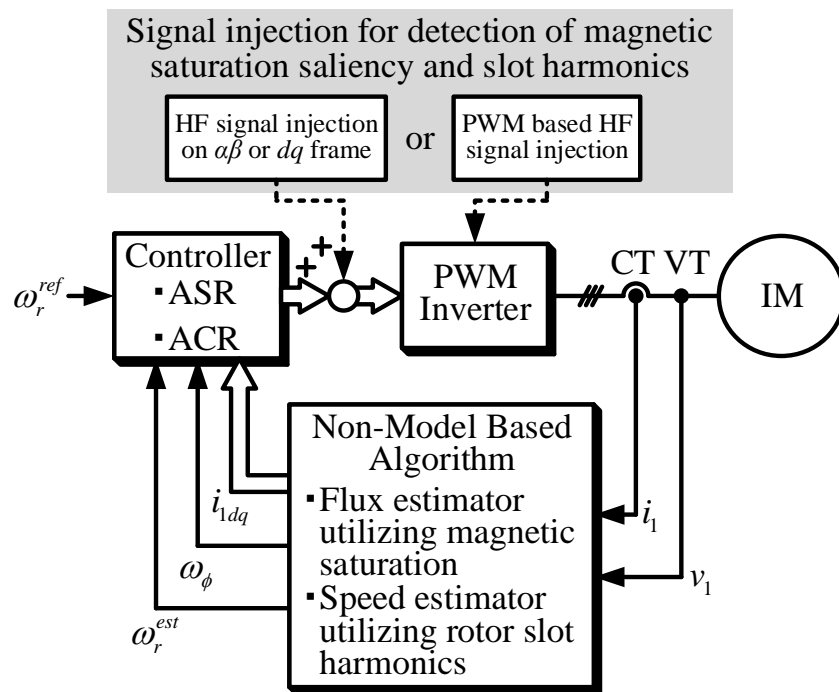 Signal injection for detection of magnetic
saturation saliency and slot harmonics
HF signal injection
on αβ or dq frame
or
PWM based HF
signal injection
Controller
▪ ASR
▪ ACR
ω_r^{ref}
+ +
PWM
Inverter
CT VT
IM
Non-Model Based
Algorithm
▪ Flux estimator
utilizing magnetic
saturation
▪ Speed estimator
utilizing rotor slot
harmonics
i_{1dq}
ω_ϕ
ω_r^{est}
i_1
v_1